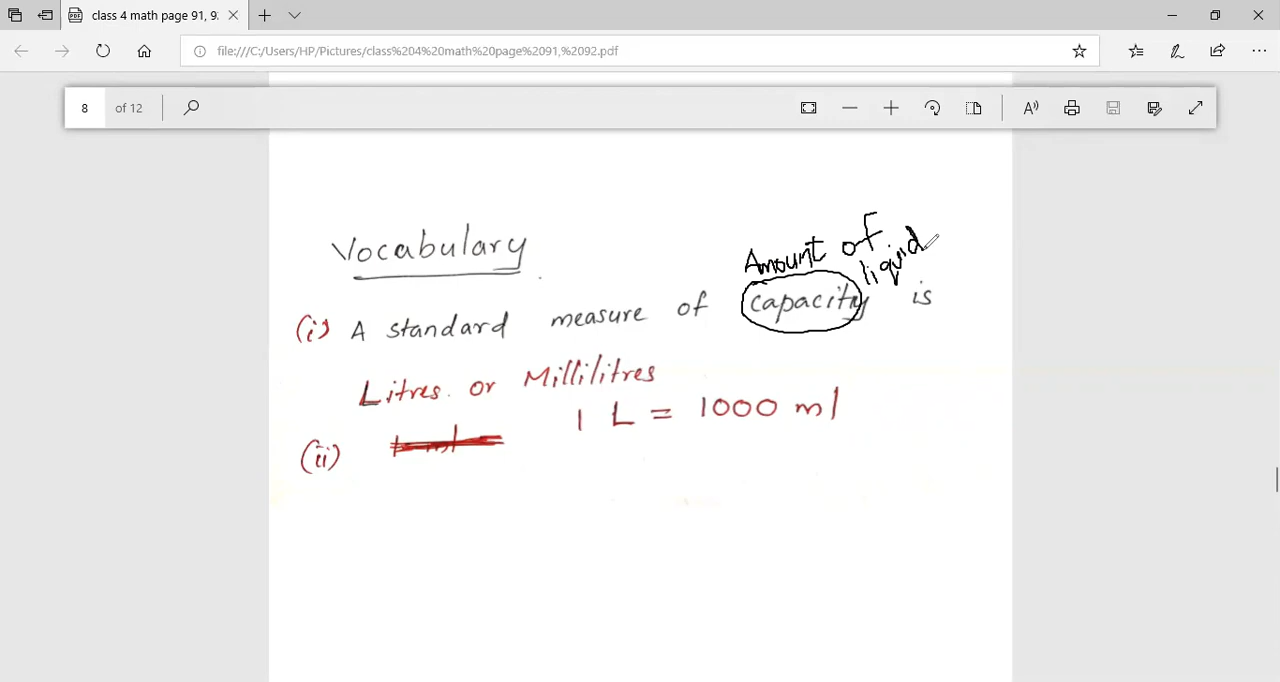 class 4 math page 91, 92
file:///C:/Users/HP/Pictures/class%204%20math%20page%2091,%2092.pdf
8 of 12
Vocabulary
Amount of
liquid
(i) A standard measure of capacity is
Litres or Millilitres
1 L = 1000 ml
(ii)